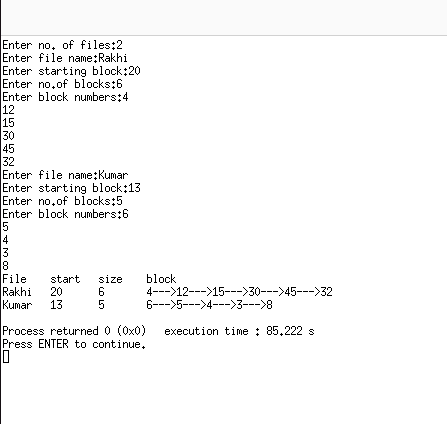 Enter no. of files:2
Enter file name:Rakhi
Enter starting block:20
Enter no.of blocks:6
Enter block numbers:4
12
15
30
45
32
Enter file name:Kumar
Enter starting block:13
Enter no.of blocks:5
Enter block numbers:6
5
4
3
8
File start size block
Rakhi 20 6 4--->12--->15--->30--->45--->32
Kumar 13 5 6--->5--->4--->3--->8
Process returned 0 (0x0) execution time : 85.222 s
Press ENTER to continue.